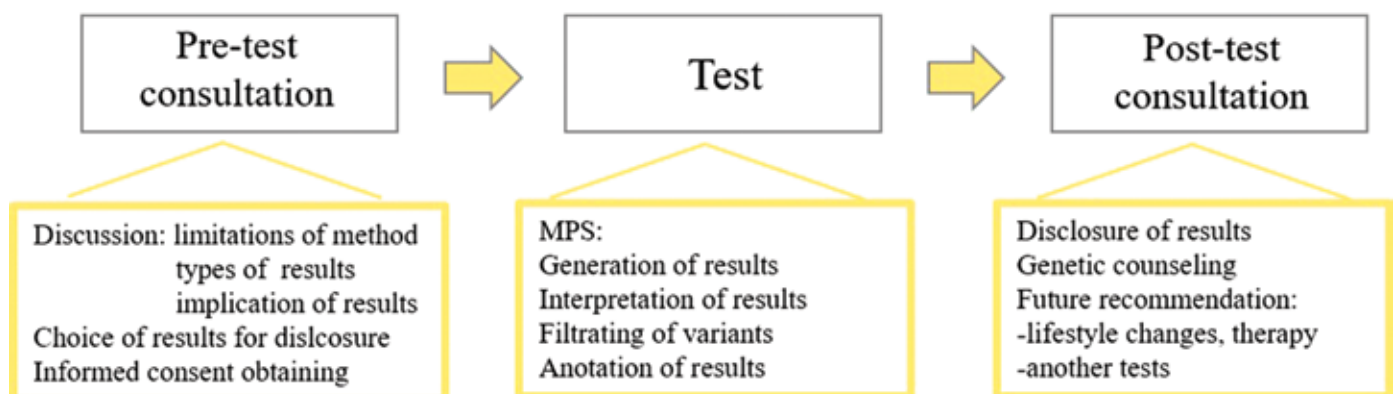 Pre-test
consultation
Test
Post-test
consultation
Discussion: limitations of method
types of results
implication of results
Choice of results for dislcosure
Informed consent obtaining
MPS:
Generation of results
Interpretation of results
Filtrating of variants
Anotation of results
Disclosure of results
Genetic counseling
Future recommendation:
-lifestyle changes, therapy
-another tests